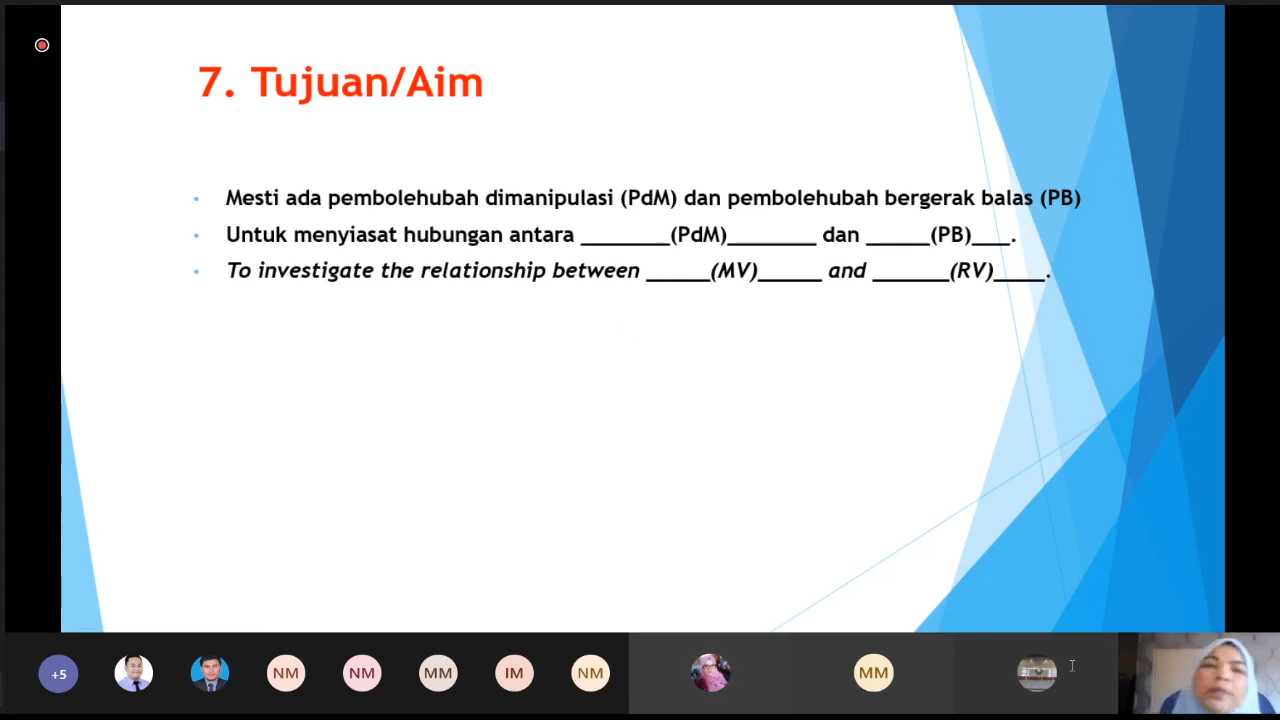 7. Tujuan/Aim
• Mesti ada pembolehubah dimanipulasi (PdM) dan pembolehubah bergerak balas (PB)
• Untuk menyiasat hubungan antara ________(PdM)________ dan ______(PB)___.
• To investigate the relationship between _____(MV)_____ and ______(RV)____.
+5 NM NM MM IM NM MM